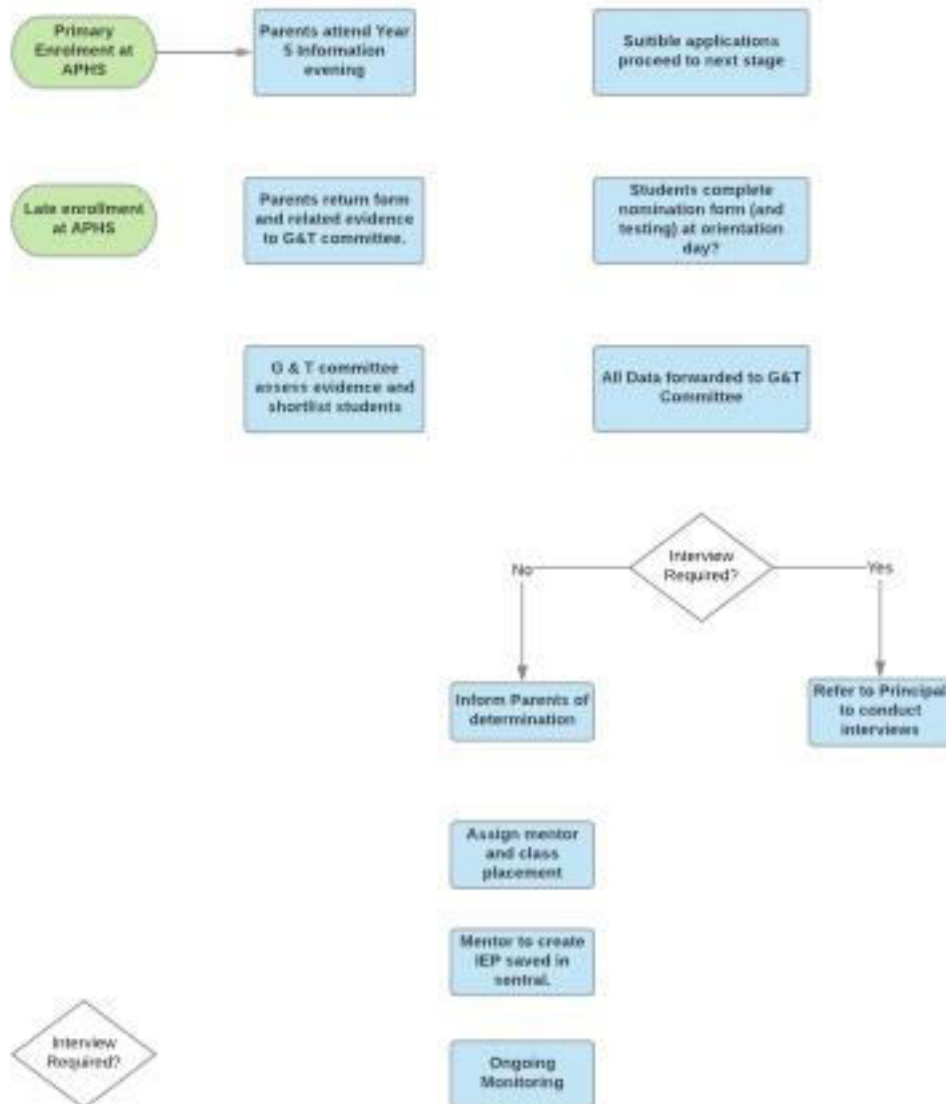 Primary
Enrolment at
APHS
Parents attend Year
5 Information
evening
Suitible applications
proceed to next stage
Late enrollment
at APHS
Parents return form
and related evidence
to G&T committee.
Students complete
nomination form (and
testing) at orientation
day?
G & T committee
assess evidence and
shortlist students
All Data forwarded to G&T
Committee
Interview
Required?
No
Yes
Inform Parents of
determination
Refer to Principal
to conduct
interviews
Assign mentor
and class
placement
Mentor to create
IEP saved in
sentral.
Interview
Required?
Ongoing
Monitoring